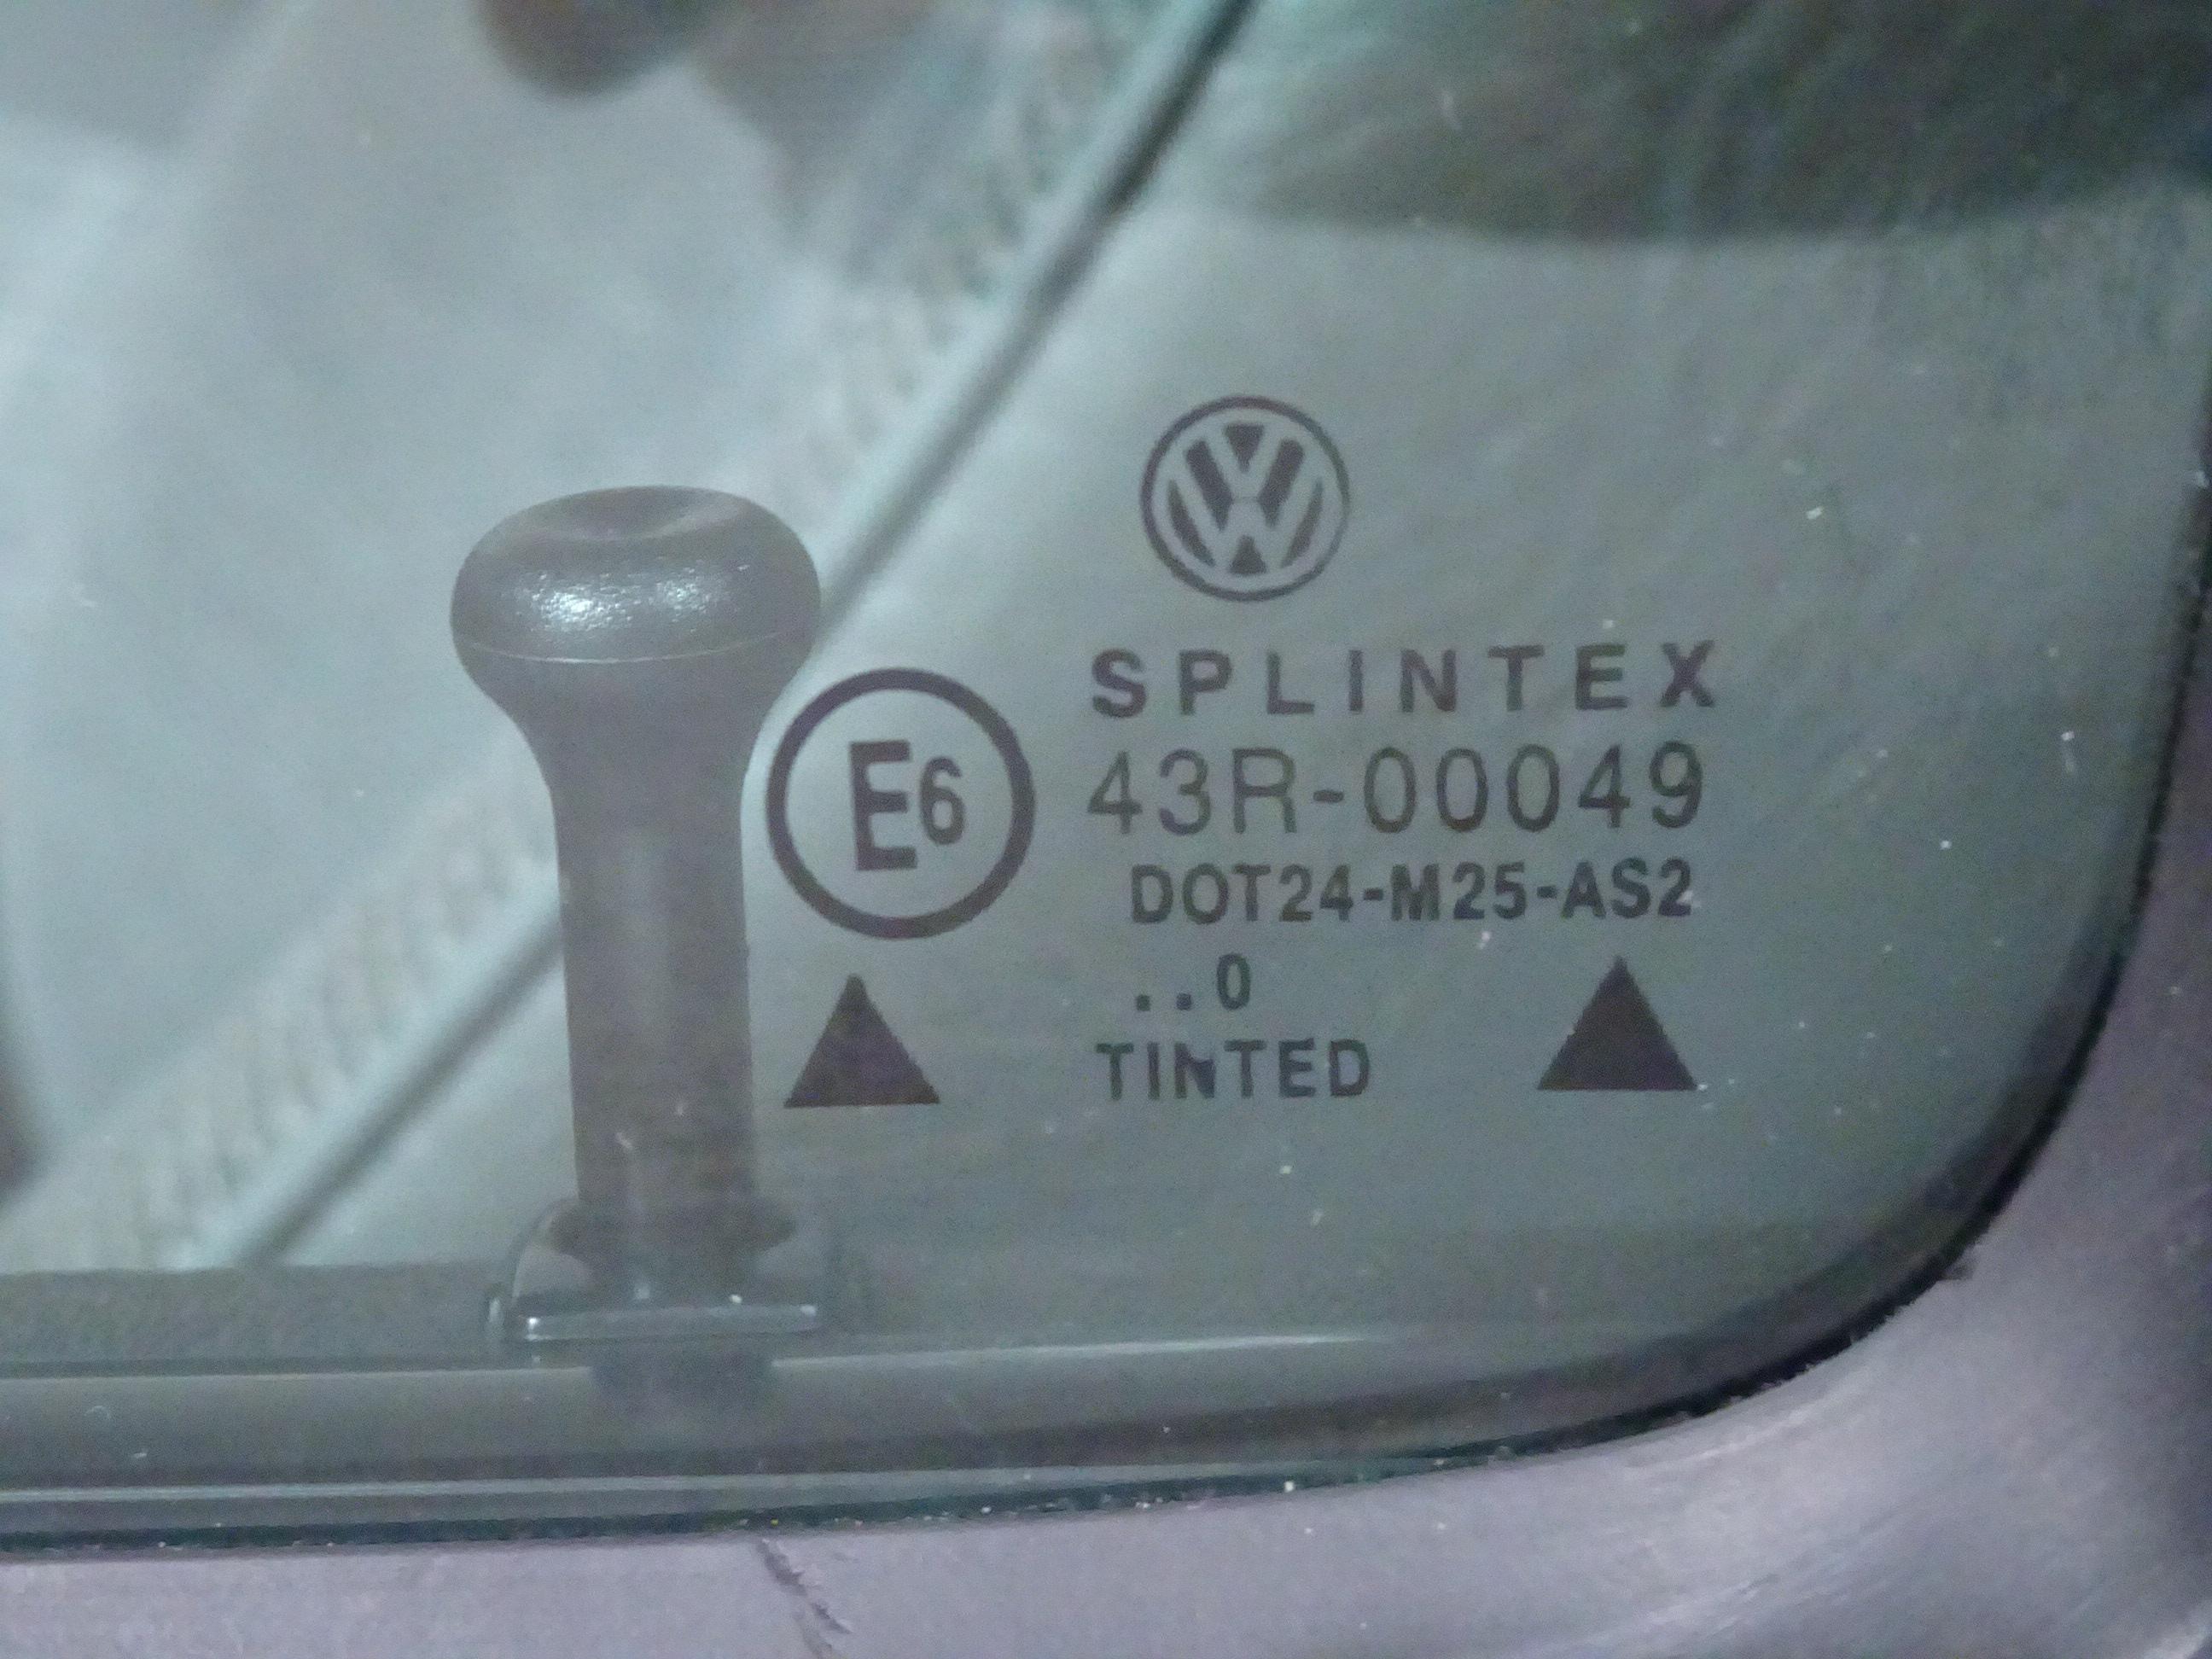 SPLINTEX
E6
43R-00049
DOT24-M25-AS2
..0
TINTED